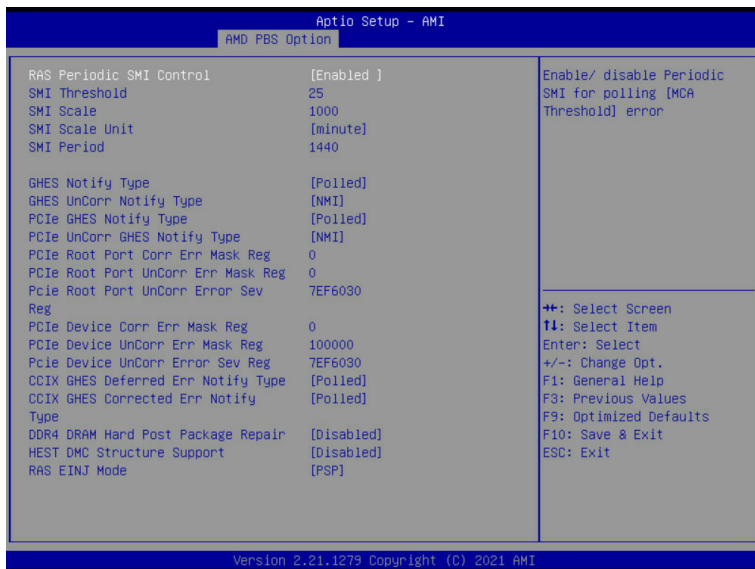 Aptio Setup - AMI
AMD PBS Option
RAS Periodic SMI Control [Enabled ]
SMI Threshold 25
SMI Scale 1000
SMI Scale Unit [minute]
SMI Period 1440
GHES Notify Type [Polled]
GHES UnCorr Notify Type [NMI]
PCIe GHES Notify Type [Polled]
PCIe UnCorr GHES Notify Type [NMI]
PCIe Root Port Corr Err Mask Reg 0
PCIe Root Port UnCorr Err Mask Reg 0
Pcie Root Port UnCorr Error Sev 7EF6030
Reg
PCIe Device Corr Err Mask Reg 0
PCIe Device UnCorr Err Mask Reg 100000
Pcie Device UnCorr Error Sev Reg 7EF6030
CCIX GHES Deferred Err Notify Type [Polled]
CCIX GHES Corrected Err Notify [Polled]
Type
DDR4 DRAM Hard Post Package Repair [Disabled]
HEST DMC Structure Support [Disabled]
RAS EINJ Mode [PSP]
Enable/ disable Periodic
SMI for polling [MCA
Threshold] error
→←: Select Screen
↑↓: Select Item
Enter: Select
+/-: Change Opt.
F1: General Help
F3: Previous Values
F9: Optimized Defaults
F10: Save & Exit
ESC: Exit
Version 2.21.1279 Copyright (C) 2021 AMI